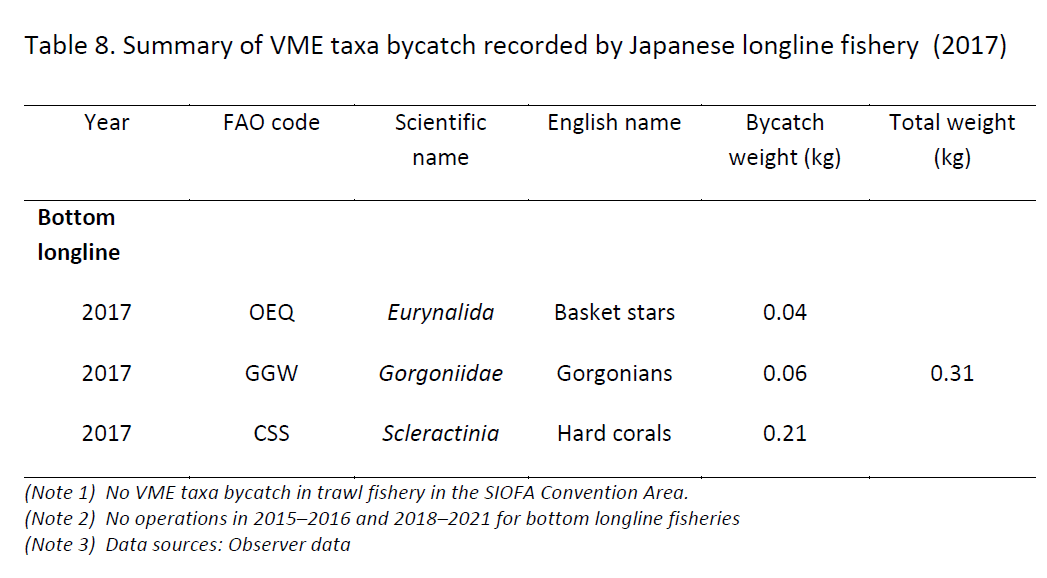 Table 8. Summary of VME taxa bycatch recorded by Japanese longline fishery (2017)
Year FAO code Scientific name English name Bycatch weight (kg) Total weight (kg)
Bottom longline
2017 OEQ Eurynalida Basket stars 0.04
2017 GGW Gorgoniidae Gorgonians 0.06 0.31
2017 CSS Scleractinia Hard corals 0.21
(Note 1) No VME taxa bycatch in trawl fishery in the SIOFA Convention Area.
(Note 2) No operations in 2015–2016 and 2018–2021 for bottom longline fisheries
(Note 3) Data sources: Observer data